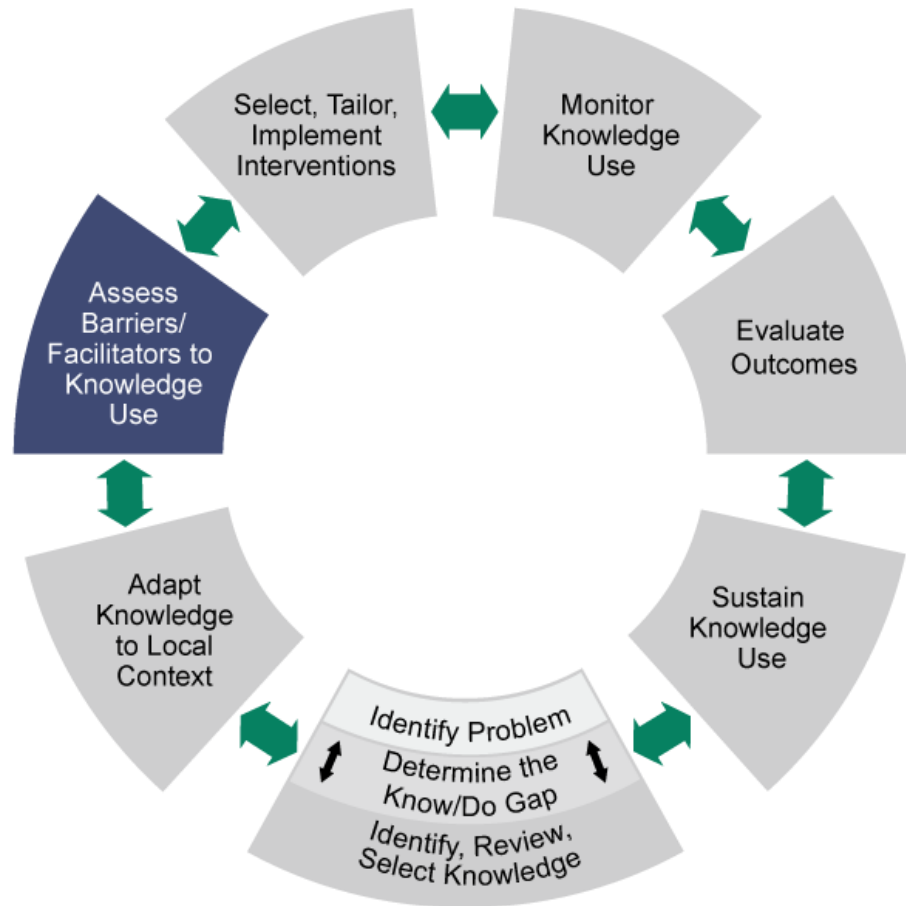 Select, Tailor,
Implement
Interventions
Monitor
Knowledge
Use
Assess
Barriers/
Facilitators to
Knowledge
Use
Evaluate
Outcomes
Adapt
Knowledge
to Local
Context
Sustain
Knowledge
Use
Identify Problem
Determine the
Know/Do Gap
Identify, Review,
Select Knowledge